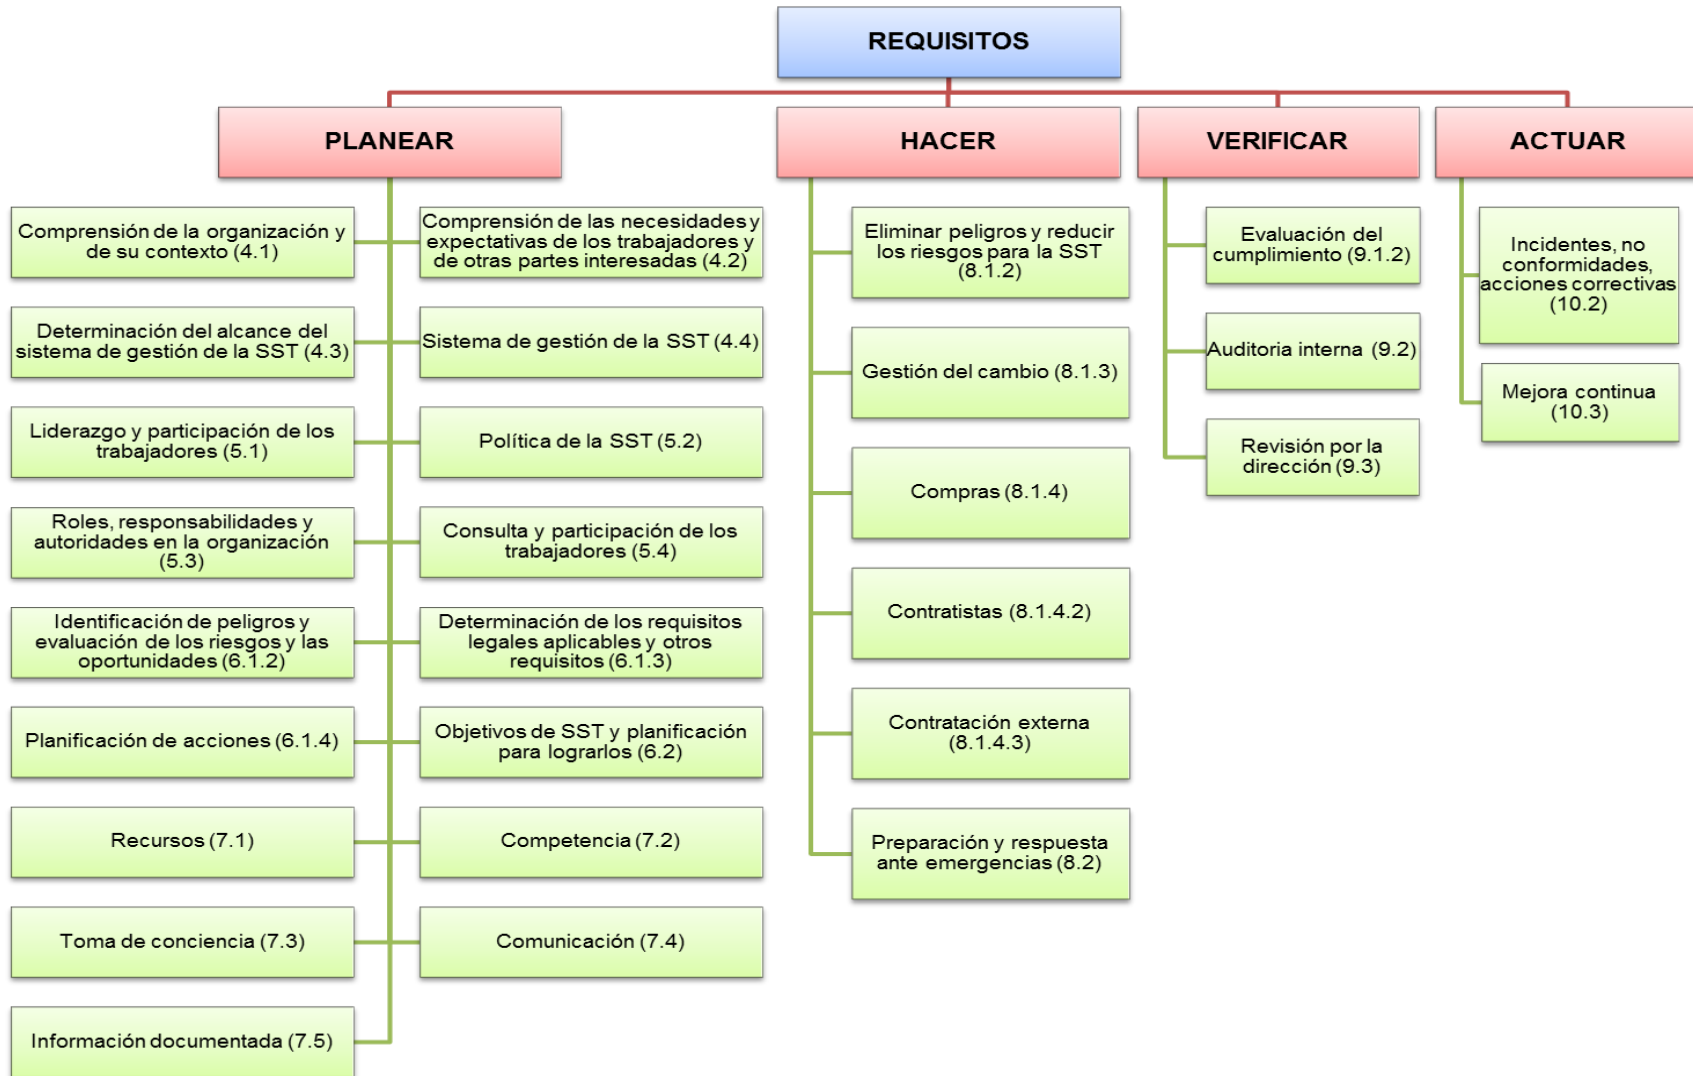 REQUISITOS
PLANEAR
HACER
VERIFICAR
ACTUAR
Comprensión de la organización y
de su contexto (4.1)
Comprensión de las necesidades y
expectativas de los trabajadores y
de otras partes interesadas (4.2)
Determinación del alcance del
sistema de gestión de la SST (4.3)
Sistema de gestión de la SST (4.4)
Liderazgo y participación de los
trabajadores (5.1)
Política de la SST (5.2)
Roles, responsabilidades y
autoridades en la organización
(5.3)
Consulta y participación de los
trabajadores (5.4)
Identificación de peligros y
evaluación de los riesgos y las
oportunidades (6.1.2)
Determinación de los requisitos
legales aplicables y otros
requisitos (6.1.3)
Planificación de acciones (6.1.4)
Objetivos de SST y planificación
para lograrlos (6.2)
Recursos (7.1)
Competencia (7.2)
Toma de conciencia (7.3)
Comunicación (7.4)
Información documentada (7.5)
Eliminar peligros y reducir
los riesgos para la SST
(8.1.2)
Gestión del cambio (8.1.3)
Compras (8.1.4)
Contratistas (8.1.4.2)
Contratación externa
(8.1.4.3)
Preparación y respuesta
ante emergencias (8.2)
Evaluación del
cumplimiento (9.1.2)
Auditoria interna (9.2)
Revisión por la
dirección (9.3)
Incidentes, no
conformidades,
acciones correctivas
(10.2)
Mejora continua
(10.3)